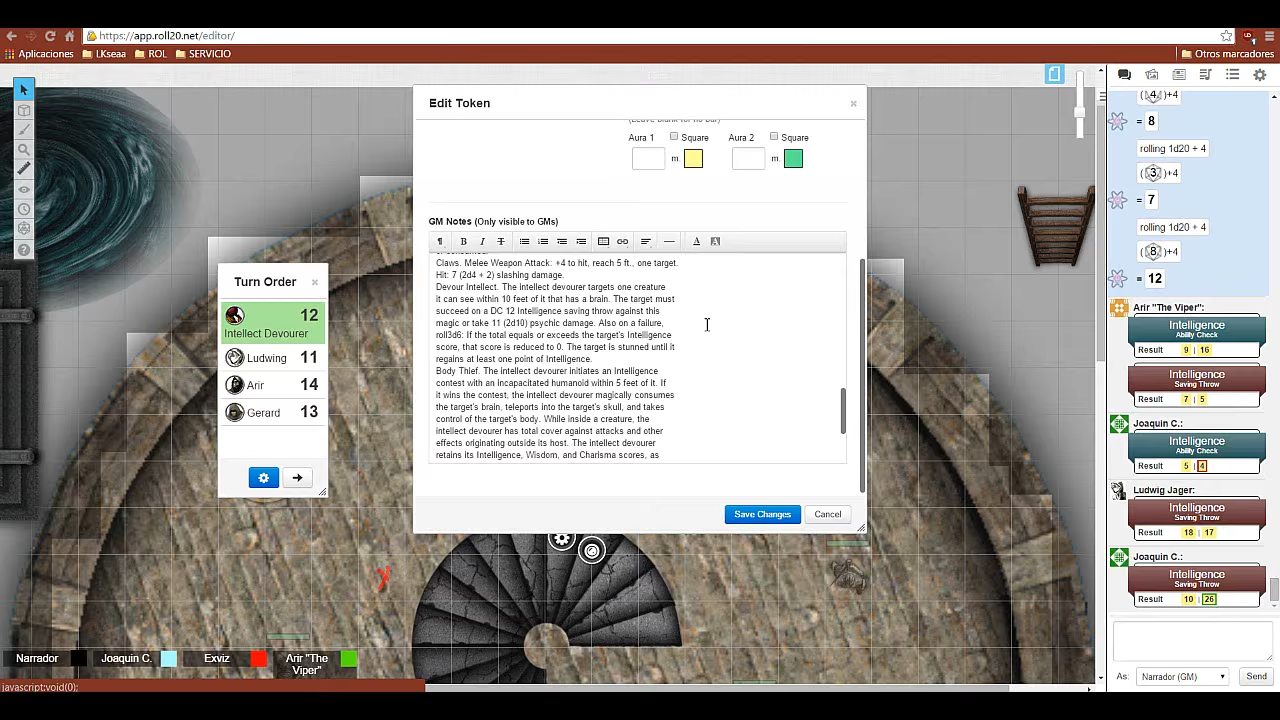 https://app.roll20.net/editor/
Aplicaciones
LKseaa
ROL
SERVICIO
Otros marcadores
Edit Token
×
Aura 1
Square
Aura 2
Square
m.
m.
GM Notes (Only visible to GMs)
Claws. Melee Weapon Attack: +4 to hit, reach 5 ft., one target.
Hit: 7 (2d4 + 2) slashing damage.
Devour Intellect. The intellect devourer targets one creature
it can see within 10 feet of it that has a brain. The target must
succeed on a DC 12 Intelligence saving throw against this
magic or take 11 (2d10) psychic damage. Also on a failure,
roll3d6: If the total equals or exceeds the target's Intelligence
score, that score is reduced to 0. The target is stunned until it
regains at least one point of Intelligence.
Body Thief. The intellect devourer initiates an Intelligence
contest with an incapacitated humanoid within 5 feet of it. If
it wins the contest, the intellect devourer magically consumes
the target's brain, teleports into the target's skull, and takes
control of the target's body. While inside a creature, the
intellect devourer has total cover against attacks and other
effects originating outside its host. The intellect devourer
retains its Intelligence, Wisdom, and Charisma scores, as
Save Changes
Cancel
Turn Order
×
12
Intellect Devourer
Ludwing 11
Arir 14
Gerard 13
(4)+4
= 8
rolling 1d20 + 4
(3)+4
= 7
rolling 1d20 + 4
(8)+4
= 12
Arir "The Viper":
Intelligence
Ability Check
Result 9 | 16
Intelligence
Saving Throw
Result 7 | 5
Joaquin C.:
Intelligence
Ability Check
Result 5 | 4
Ludwig Jager:
Intelligence
Saving Throw
Result 18 | 17
Joaquin C.:
Intelligence
Saving Throw
Result 10 | 26
As:
Narrador (GM)
Send
Narrador
Joaquin C.
Exviz
Arir "The
Viper"
javascript:void(0);